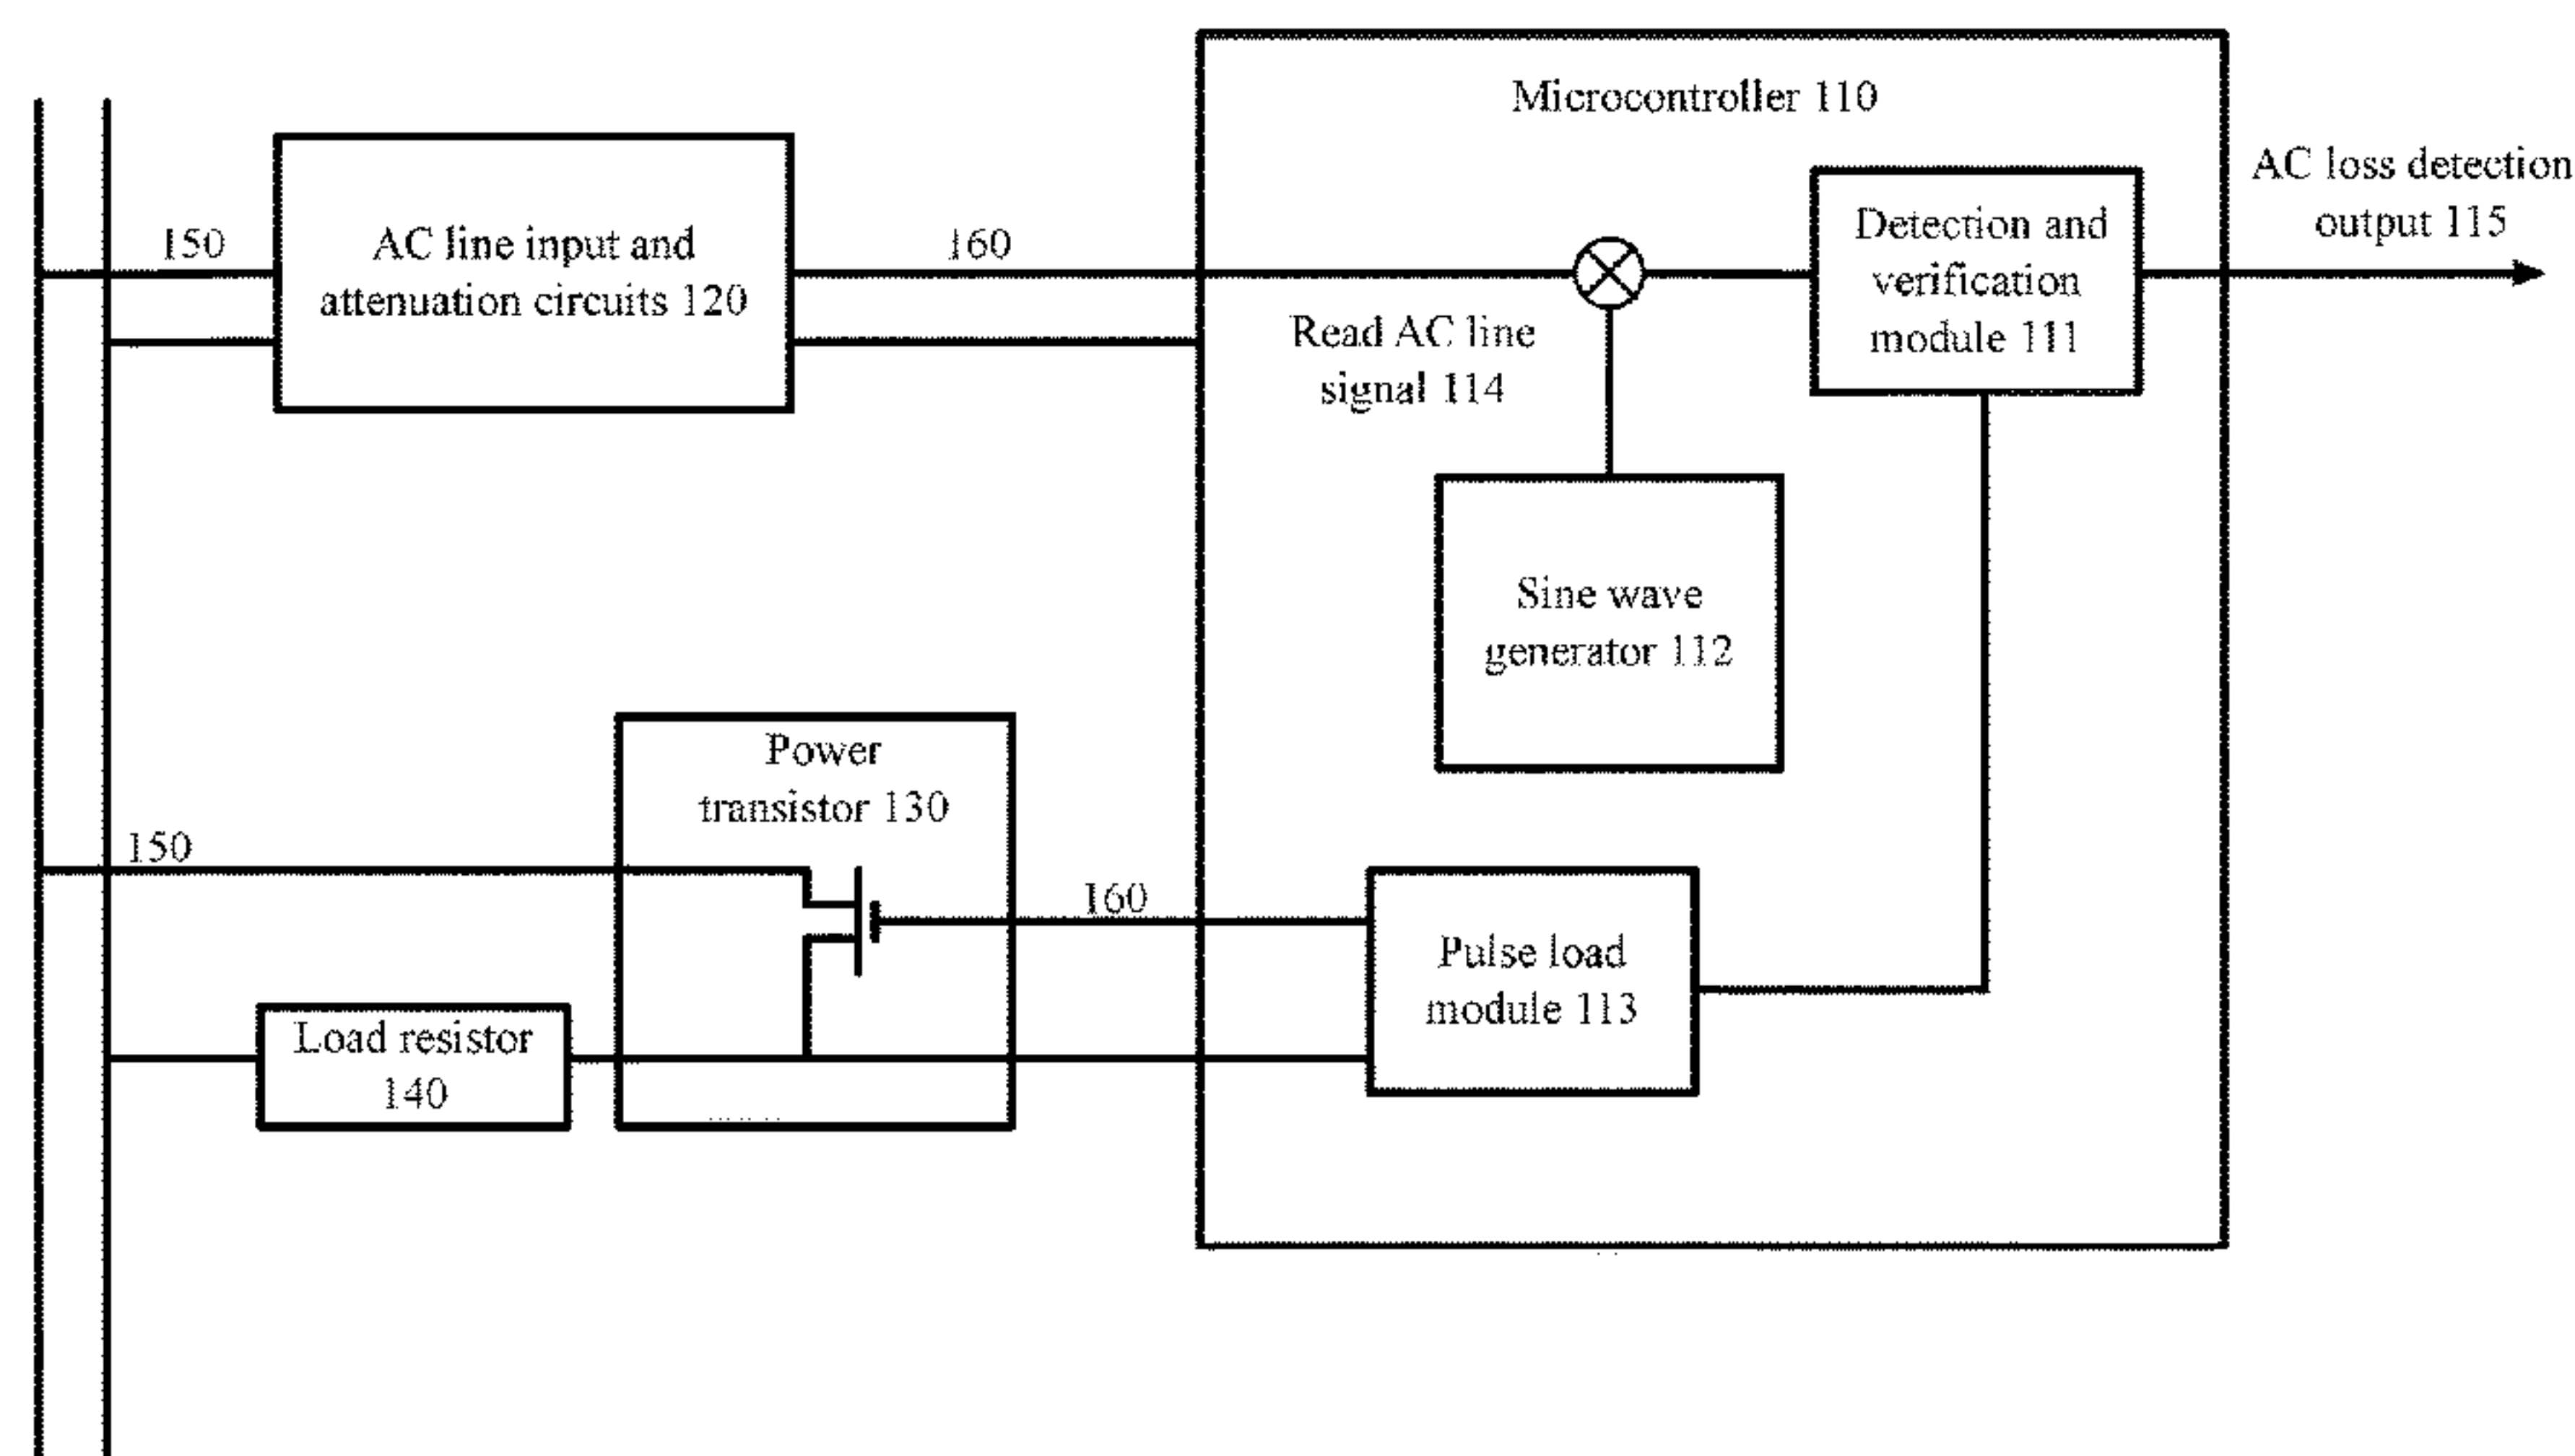 Microcontroller 110
AC loss detection
output 115
150
AC line input and
attenuation circuits 120
160
Detection and
verification
module 111
Read AC line
signal 114
Sine wave
generator 112
Power
transistor 130
150
160
Pulse load
module 113
Load resistor
140